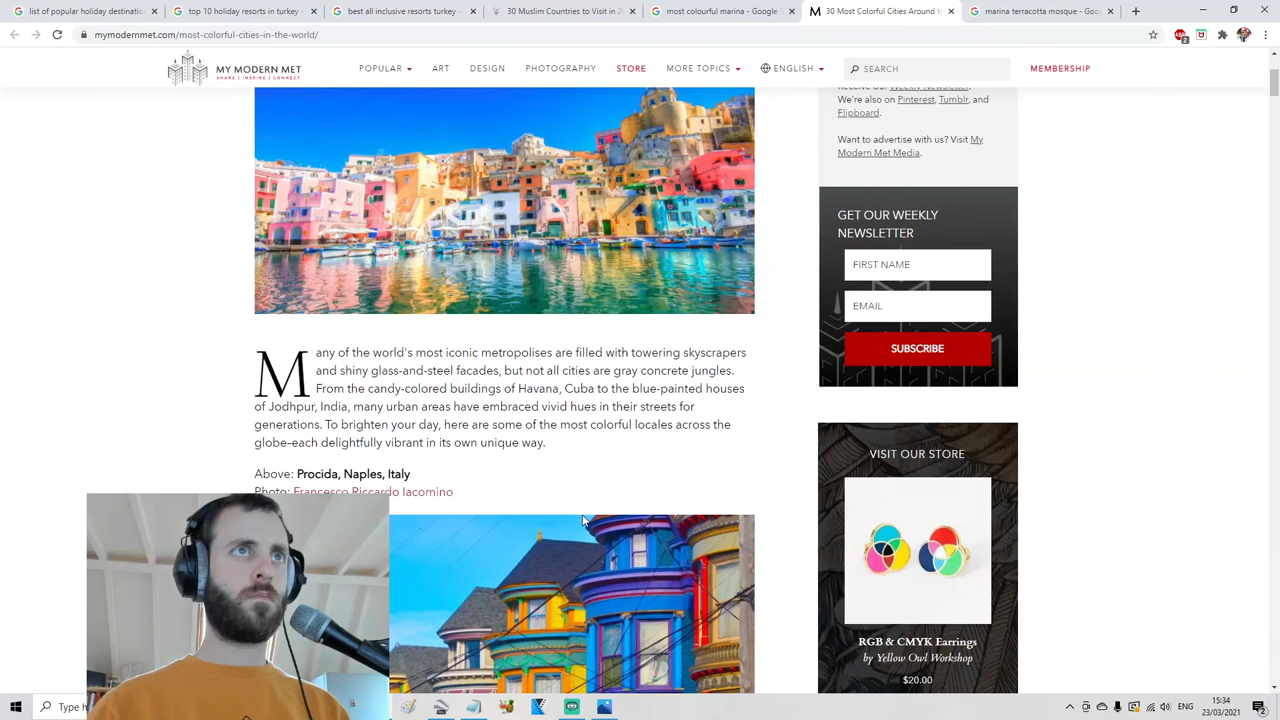 list of popular holiday destinatio
top 10 holiday resorts in turkey -
best all inclusive resorts turkey -
30 Muslim Countries to Visit in 2
most colourful marina - Google
30 Most Colorful Cities Around t
marina terracotta mosque - Goog
mymodernmet.com/most-colorful-cities-in-the-world/
MY MODERN MET
SHARE | INSPIRE | CONNECT
POPULAR
ART
DESIGN
PHOTOGRAPHY
STORE
MORE TOPICS
ENGLISH
SEARCH
MEMBERSHIP
We're also on Pinterest, Tumblr, and
Flipboard.
Want to advertise with us? Visit My
Modern Met Media.
GET OUR WEEKLY
NEWSLETTER
FIRST NAME
EMAIL
SUBSCRIBE
Many of the world's most iconic metropolises are filled with towering skyscrapers
and shiny glass-and-steel facades, but not all cities are gray concrete jungles.
From the candy-colored buildings of Havana, Cuba to the blue-painted houses
of Jodhpur, India, many urban areas have embraced vivid hues in their streets for
generations. To brighten your day, here are some of the most colorful locales across the
globe–each delightfully vibrant in its own unique way.
Above: Procida, Naples, Italy
Photo: Francesco Riccardo Iacomino
VISIT OUR STORE
RGB & CMYK Earrings
by Yellow Owl Workshop
$20.00
Type h
ENG
15:34
23/03/2021